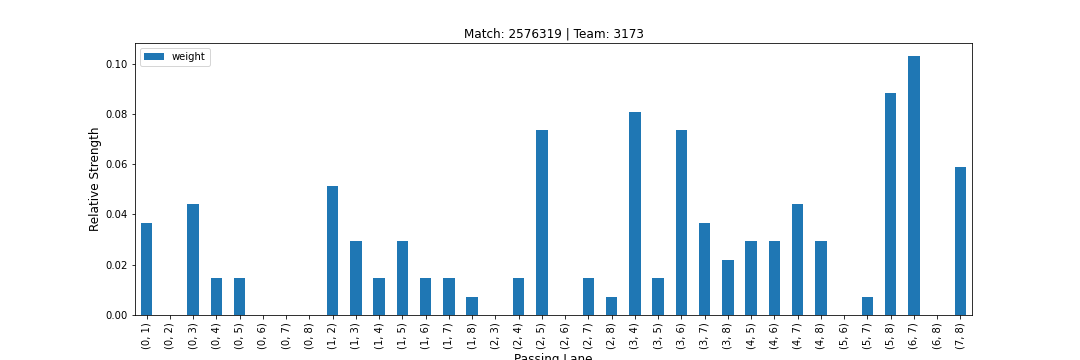 Match: 2576319 | Team: 3173
weight
Relative Strength
0.10
0.08
0.06
0.04
0.02
0.00
(0, 1) (0, 2) (0, 3) (0, 4) (0, 5) (0, 6) (0, 7) (0, 8) (1, 2) (1, 3) (1, 4) (1, 5) (1, 6) (1, 7) (1, 8) (2, 3) (2, 4) (2, 5) (2, 6) (2, 7) (2, 8) (3, 4) (3, 5) (3, 6) (3, 7) (3, 8) (4, 5) (4, 6) (4, 7) (4, 8) (5, 6) (5, 7) (5, 8) (6, 7) (6, 8) (7, 8)
Passing Lane